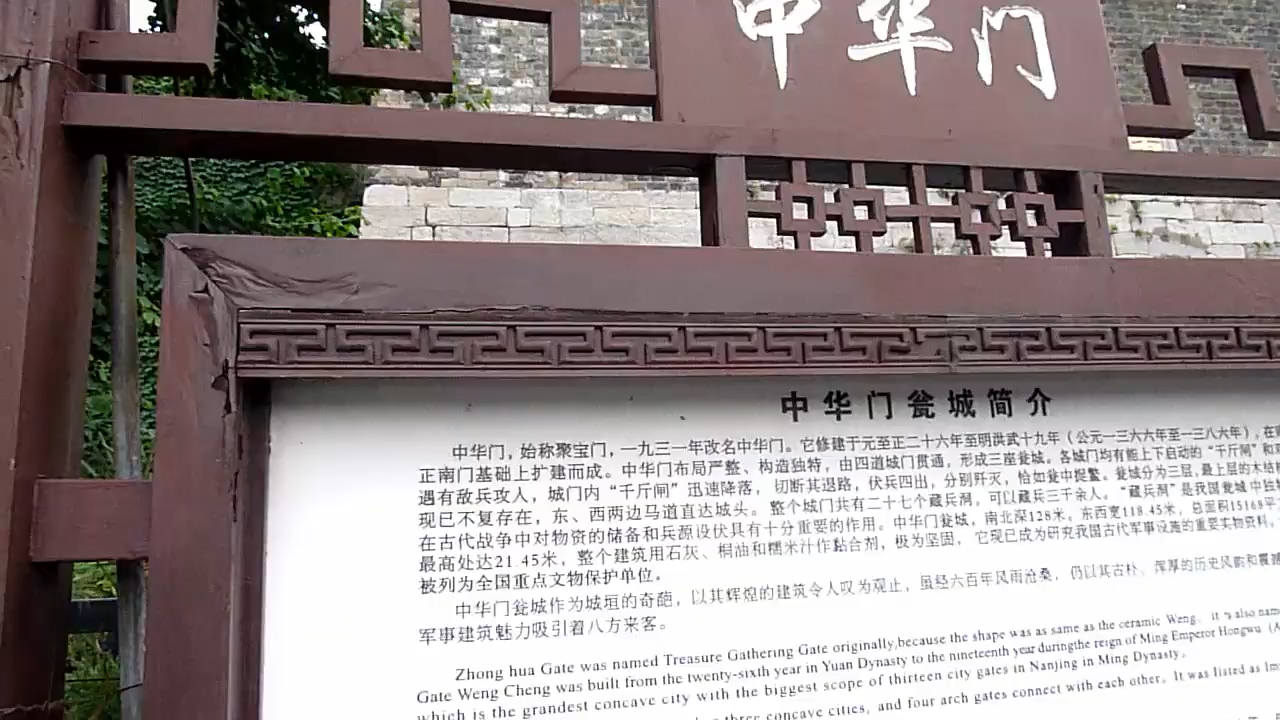 中华门
中华门瓮城简介
中华门，始称聚宝门，一九三一年改名中华门。它修建于元至正二十六年至明洪武十九年（公元一三六六年至一三八六年），在
正南门基础上扩建而成。中华门布局严整、构造独特，由四道城门贯通，形成三座瓮城。各城门均有能上下启动的“千斤闸”和
遇有敌兵攻入，城门内“千斤闸”迅速降落，切断其退路，伏兵四出，分别歼灭，恰如瓮中捉鳖。瓮城分为三层，最上层的木结
现已不复存在，东、西两边马道直达城头。整个城门共有二十七个藏兵洞，可以藏兵三千余人。“藏兵洞”是我国瓮城中独
在古代战争中对物资的储备和兵源设伏具有十分重要的作用。中华门瓮城，南北深128米，东西宽118.45米，总面积15168平
最高处达21.45米，整个建筑用石灰、桐油和糯米汁作黏合剂，极为坚固，它现已成为研究我国古代军事设施的重要实物资料，
被列为全国重点文物保护单位。
中华门瓮城作为城垣的奇葩，以其辉煌的建筑令人叹为观止，虽经六百年风雨沧桑，仍以其古朴、浑厚的历史风韵和震撼
军事建筑魅力吸引着八方来客。
Zhong hua Gate was named Treasure Gathering Gate originally,because the shape was as same as the ceramic Weng, it 's also nam
Gate Weng Cheng was built from the twenty-sixth year in Yuan Dynasty to the nineteenth year duringthe reign of Ming Emperor Hongwu (A
which is the grandest concave city with the biggest scope of thirteen city gates in Nanjing in Ming Dynasty.
three concave cities, and four arch gates connect with each other. It was listed as Im